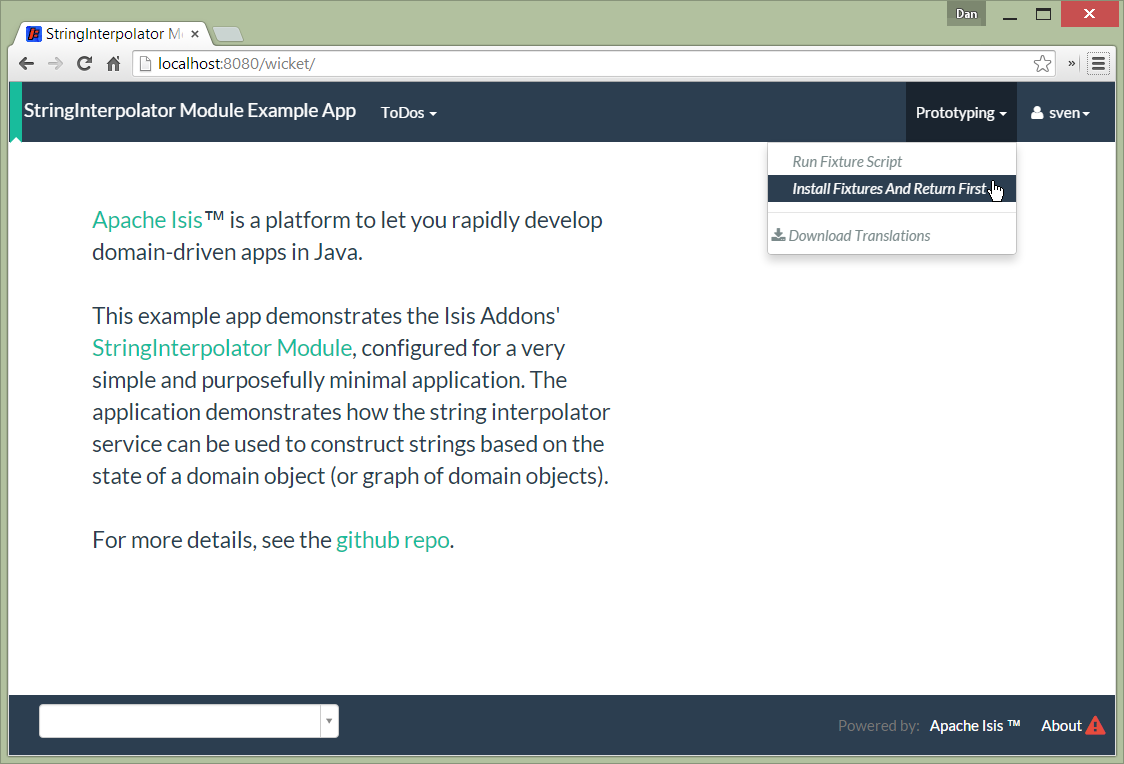 Dan
StringInterpolator M
localhost:8080/wicket/
StringInterpolator Module Example App
ToDos
Prototyping
sven
Run Fixture Script
Install Fixtures And Return First
Download Translations
Apache Isis™ is a platform to let you rapidly develop
domain-driven apps in Java.
This example app demonstrates the Isis Addons'
StringInterpolator Module, configured for a very
simple and purposefully minimal application. The
application demonstrates how the string interpolator
service can be used to construct strings based on the
state of a domain object (or graph of domain objects).
For more details, see the github repo.
Powered by: Apache Isis ™ About